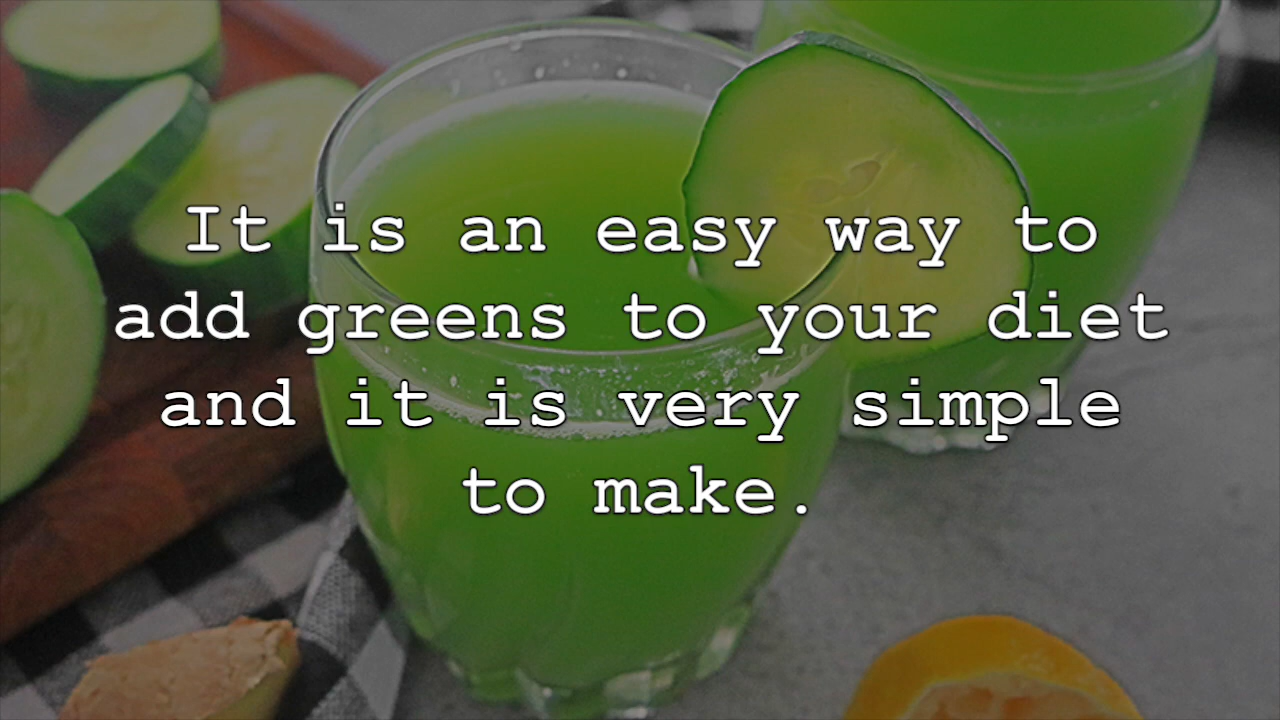 It is an easy way to
add greens to your diet
and it is very simple
to make.